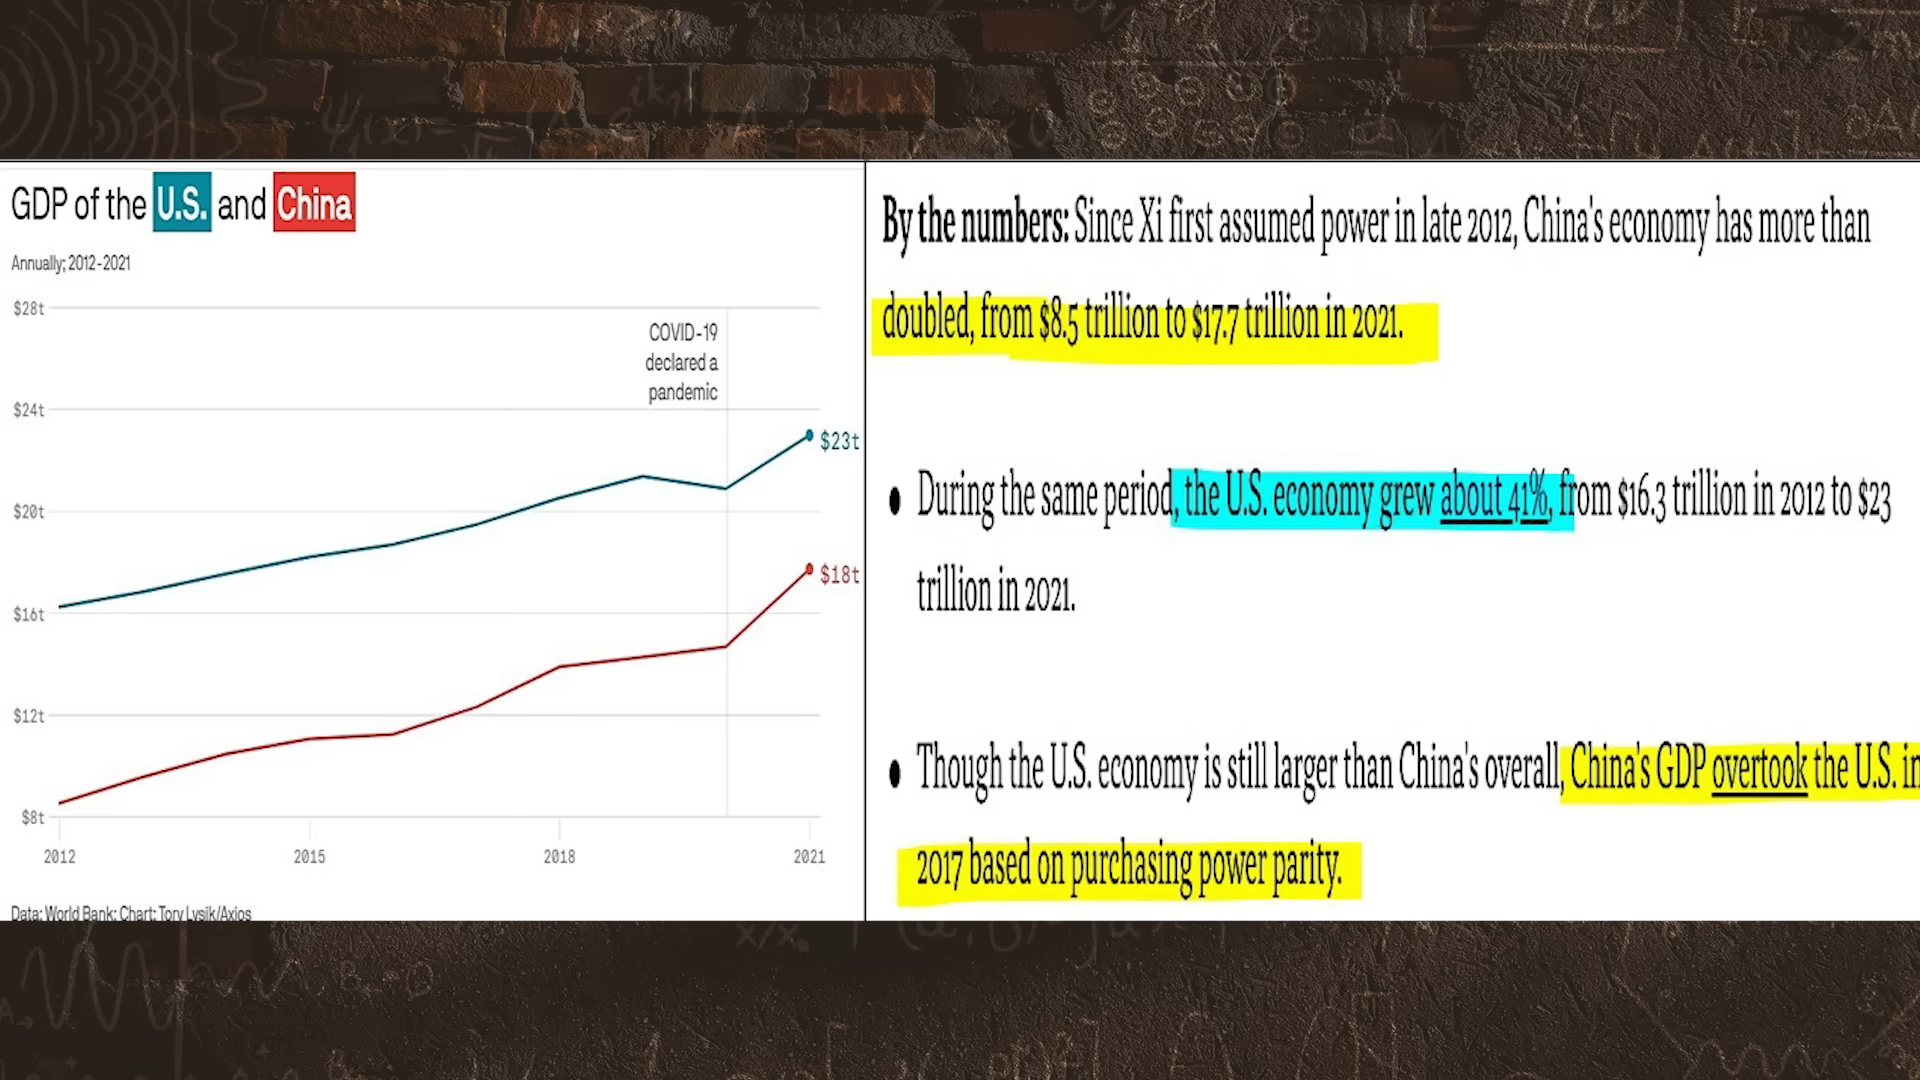 GDP of the U.S. and China
Annually; 2012-2021
$28t
COVID-19
declared a
pandemic
$24t
$23t
$20t
$18t
$16t
$12t
$8t
2012
2015
2018
2021
Data: World Bank; Chart: Tory Lysik/Axios
By the numbers: Since Xi first assumed power in late 2012, China's economy has more than
doubled, from $8.5 trillion to $17.7 trillion in 2021.
• During the same period, the U.S. economy grew about 41%, from $16.3 trillion in 2012 to $23
trillion in 2021.
• Though the U.S. economy is still larger than China's overall, China's GDP overtook the U.S. in
2017 based on purchasing power parity.